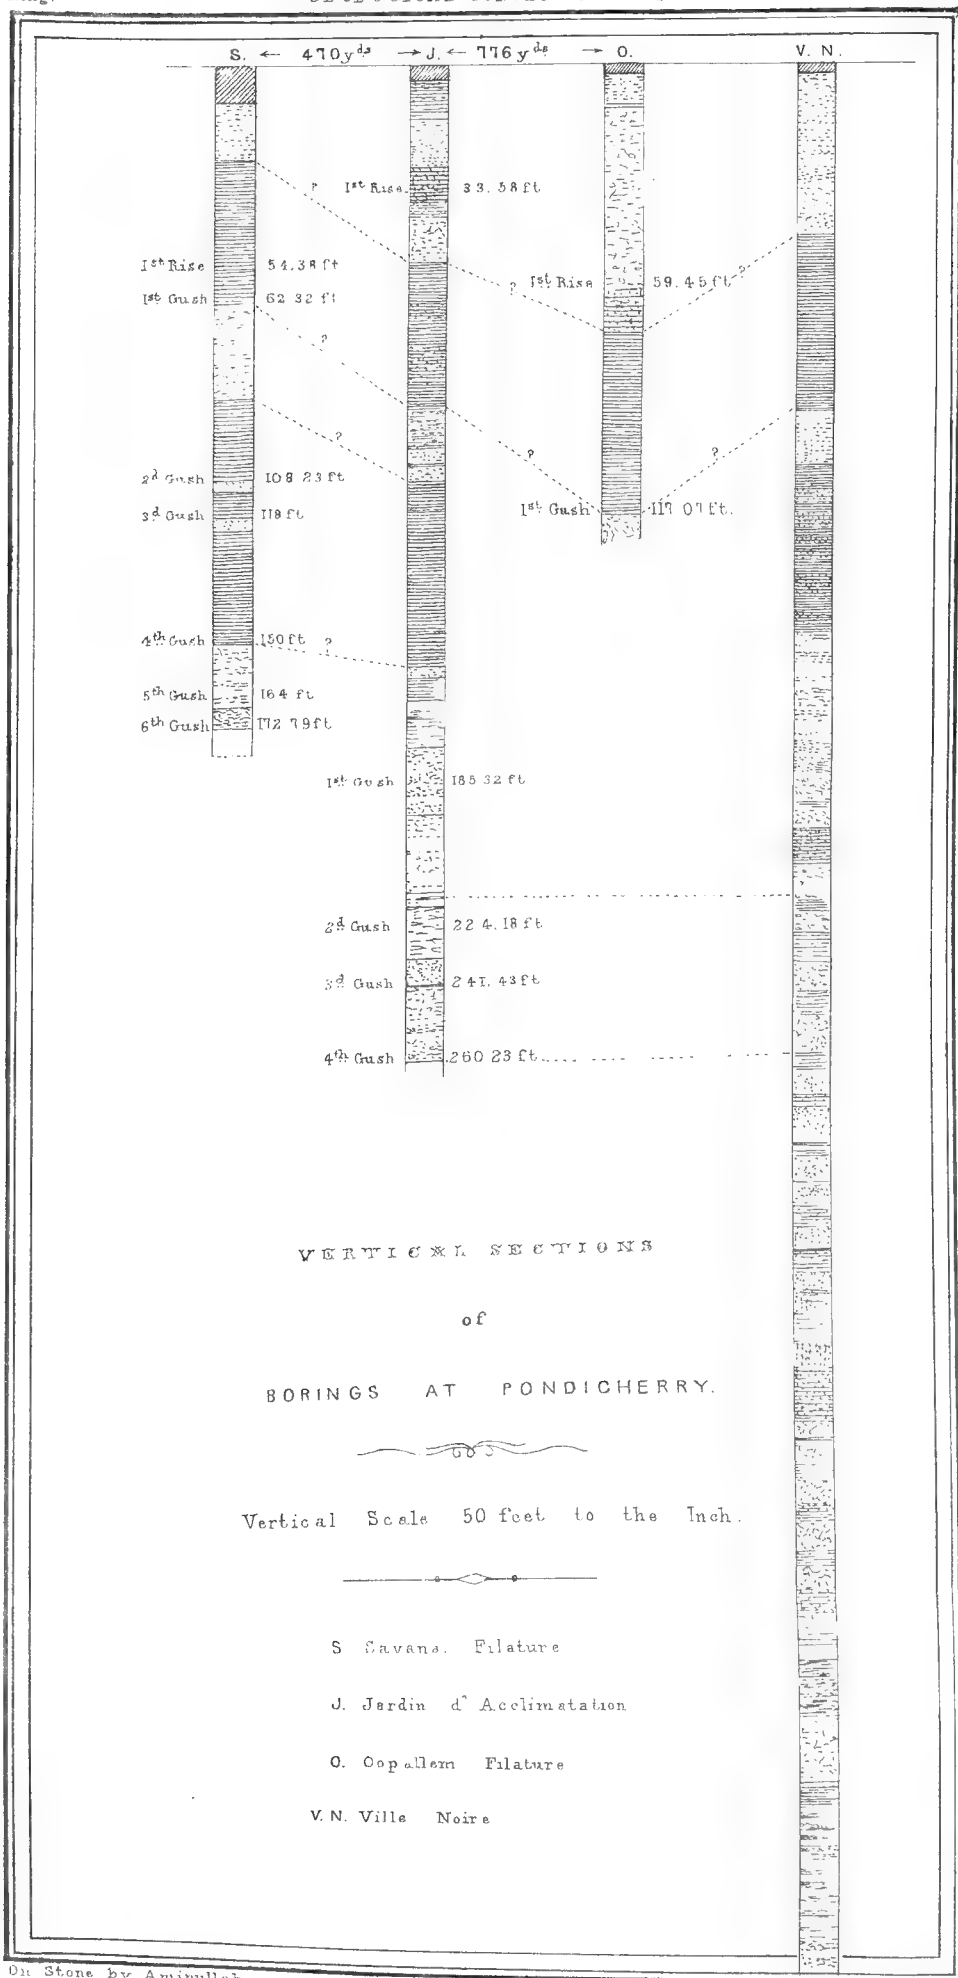 S. ← 470 yds → J. ← 776 yds → O. V. N.
? 1st Rise 33.58 ft
1st Rise 54.38 ft
? 1st Rise 59.45 ft ?
1st Gush 62 32 ft
?
?
? ?
2d Gush 108 23 ft
3d Gush 118 ft
1st Gush 117 07 ft.
4th Gush 150 ft ?
5th Gush 164 ft
6th Gush 172 79 ft
1st Gush 185 32 ft
2d Gush 224.18 ft
3d Gush 241.43 ft
4th Gush 260 23 ft
VERTICAL SECTIONS
of
BORINGS AT PONDICHERRY.
Vertical Scale 50 feet to the Inch.
S Savana. Filature
J. Jardin d' Acclimatation
O. Oopallem Filature
V. N. Ville Noire
On Stone by